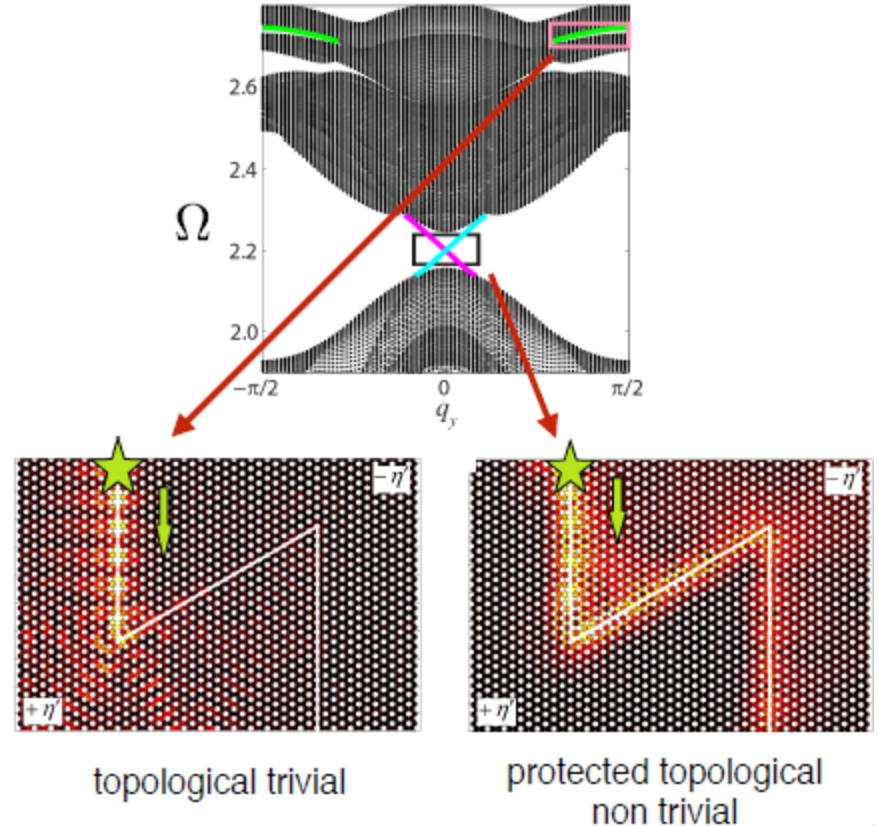 2.6
2.4
Ω
2.2
2.0
−π/2
0
π/2
q_y
−η′
−η′
+η′
+η′
topological trivial
protected topological
non trivial